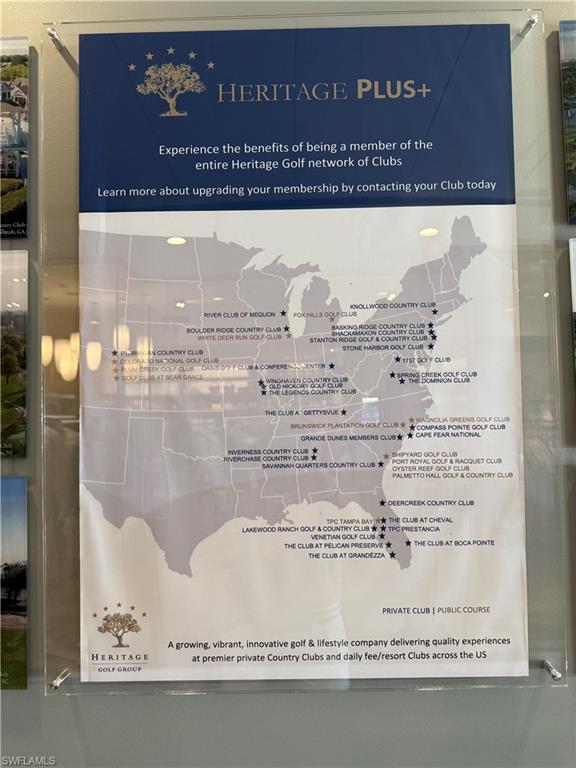 HERITAGE PLUS+
Experience the benefits of being a member of the
entire Heritage Golf network of Clubs
Learn more about upgrading your membership by contacting your Club today
KNOLLWOOD COUNTRY CLUB
RIVER CLUB OF MEQUON
FOX HILLS GOLF CLUB
BOULDER RIDGE COUNTRY CLUB
BASKING RIDGE COUNTRY CLUB
WHITE DEER RUN GOLF CLUB
SHACKAMAXON COUNTRY CLUB
STANTON RIDGE GOLF & COUNTRY CLUB
STONE HARBOR GOLF CLUB
PTARMIGAN COUNTRY CLUB
COLORADO NATIONAL GOLF CLUB
1757 GOLF CLUB
PLUM CREEK GOLF CLUB
OASIS GOLF CLUB & CONFERENCE CENTER
GOLF CLUB AT BEAR DANCE
SPRING CREEK GOLF CLUB
WINGHAVEN COUNTRY CLUB
THE DOMINION CLUB
OLD HICKORY GOLF CLUB
THE LEGENDS COUNTRY CLUB
THE CLUB AT GETTYSVUE
MAGNOLIA GREENS GOLF CLUB
BRUNSWICK PLANTATION GOLF CLUB
COMPASS POINTE GOLF CLUB
GRANDE DUNES MEMBERS CLUB
CAPE FEAR NATIONAL
INVERNESS COUNTRY CLUB
SHIPYARD GOLF CLUB
RIVERCHASE COUNTRY CLUB
PORT ROYAL GOLF & RACQUET CLUB
SAVANNAH QUARTERS COUNTRY CLUB
OYSTER REEF GOLF CLUB
PALMETTO HALL GOLF & COUNTRY CLUB
DEERCREEK COUNTRY CLUB
TPC TAMPA BAY
THE CLUB AT CHEVAL
LAKEWOOD RANCH GOLF & COUNTRY CLUB
TPC PRESTANCIA
VENETIAN GOLF CLUB
THE CLUB AT PELICAN PRESERVE
THE CLUB AT BOCA POINTE
THE CLUB AT GRANDEZZA
PRIVATE CLUB | PUBLIC COURSE
HERITAGE
GOLF GROUP
A growing, vibrant, innovative golf & lifestyle company delivering quality experiences
at premier private Country Clubs and daily fee/resort Clubs across the US
SWFLAMLS